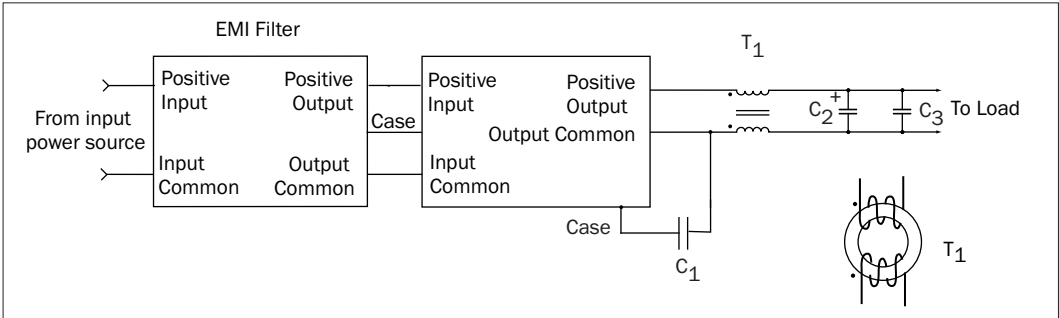 EMI Filter
T1
Positive
Input
Positive
Output
Positive
Input
Positive
Output
From input
power source
Case
Output Common
C2
+
C3
To Load
Input
Common
Output
Common
Input
Common
Case
C1
T1